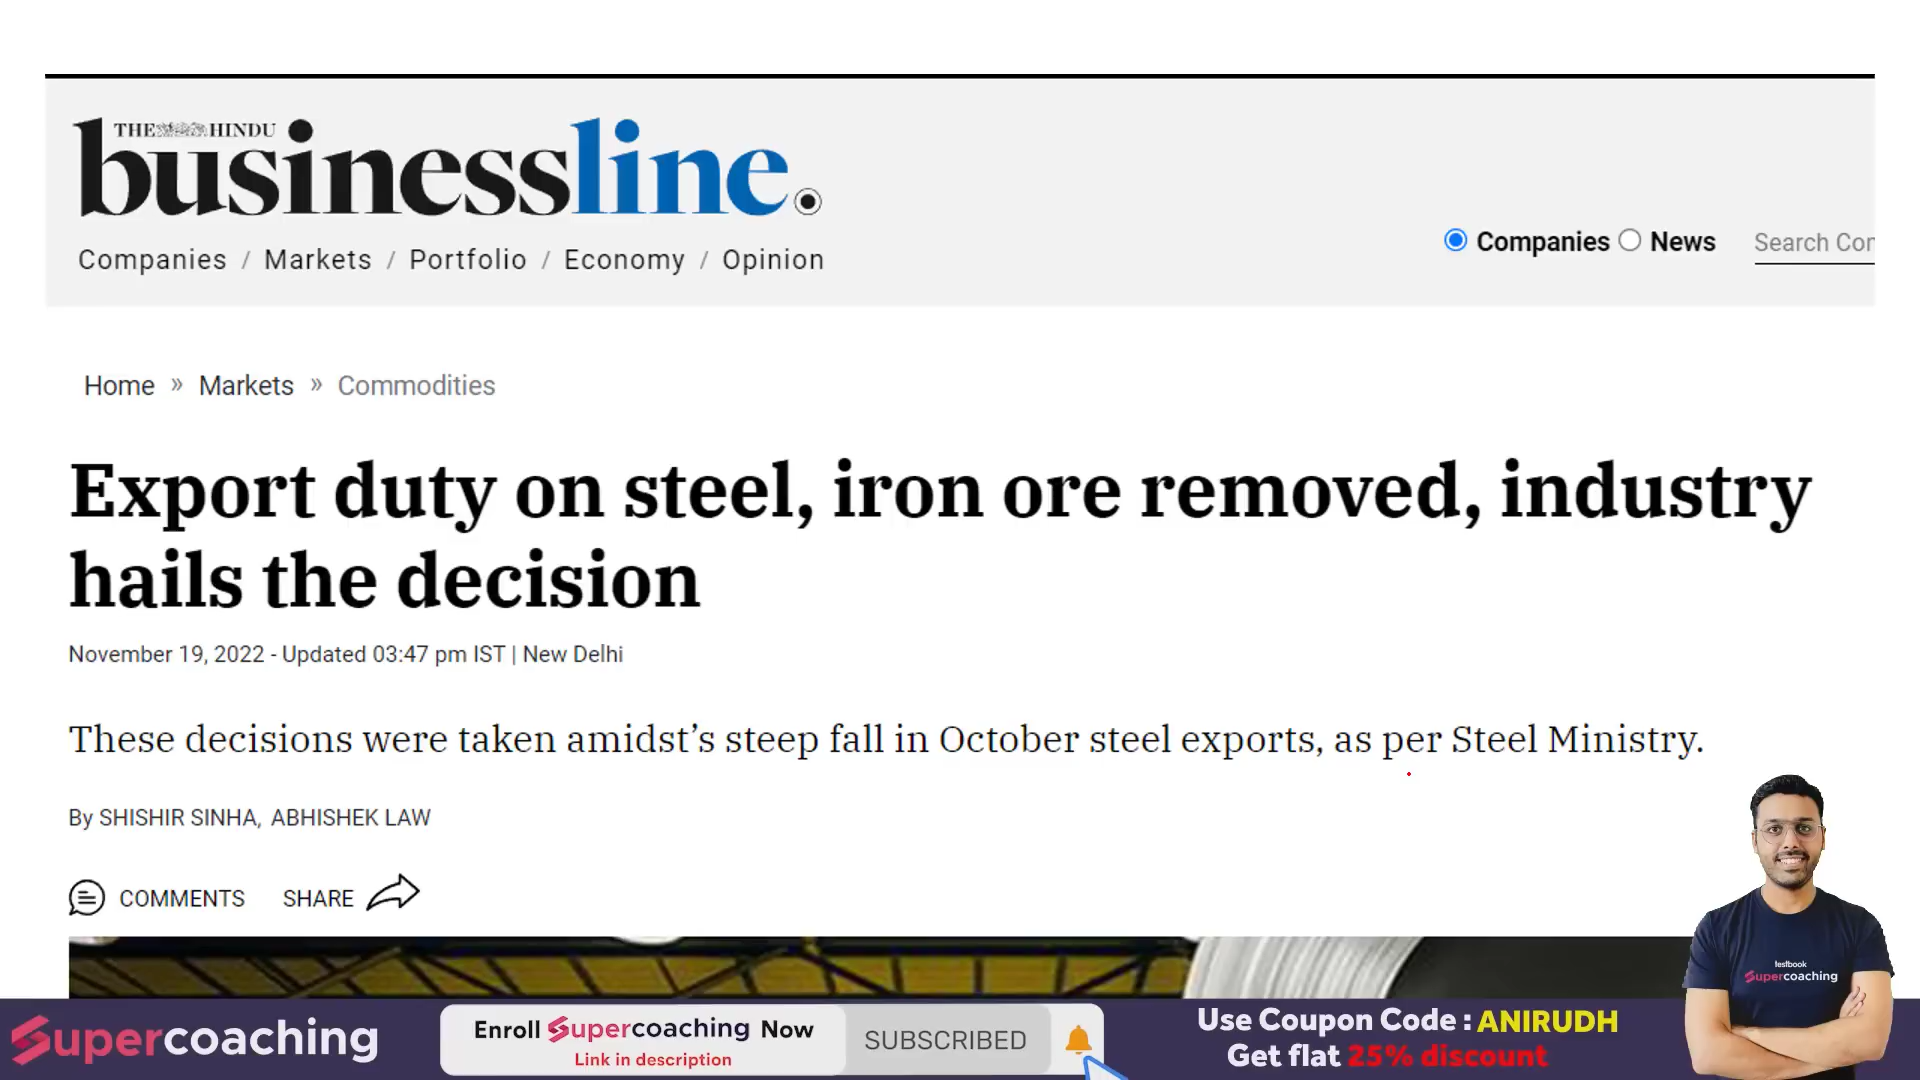 THE HINDU
businessline.
Companies / Markets / Portfolio / Economy / Opinion
Companies News Search Cor
Home » Markets » Commodities
Export duty on steel, iron ore removed, industry
hails the decision
November 19, 2022 - Updated 03:47 pm IST | New Delhi
These decisions were taken amidst’s steep fall in October steel exports, as per Steel Ministry.
By SHISHIR SINHA, ABHISHEK LAW
COMMENTS SHARE
testbook
Supercoaching
Supercoaching
Enroll Supercoaching Now
Link in description
SUBSCRIBED
Use Coupon Code : ANIRUDH
Get flat 25% discount